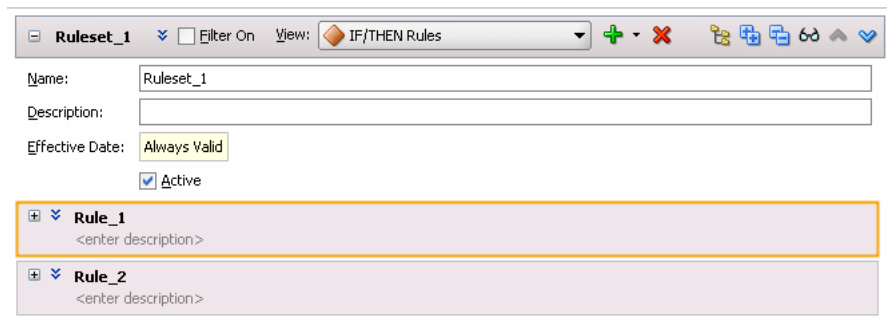 Ruleset_1 Filter On View: IF/THEN Rules
Name: Ruleset_1
Description:
Effective Date: Always Valid
Active
Rule_1
<enter description>
Rule_2
<enter description>